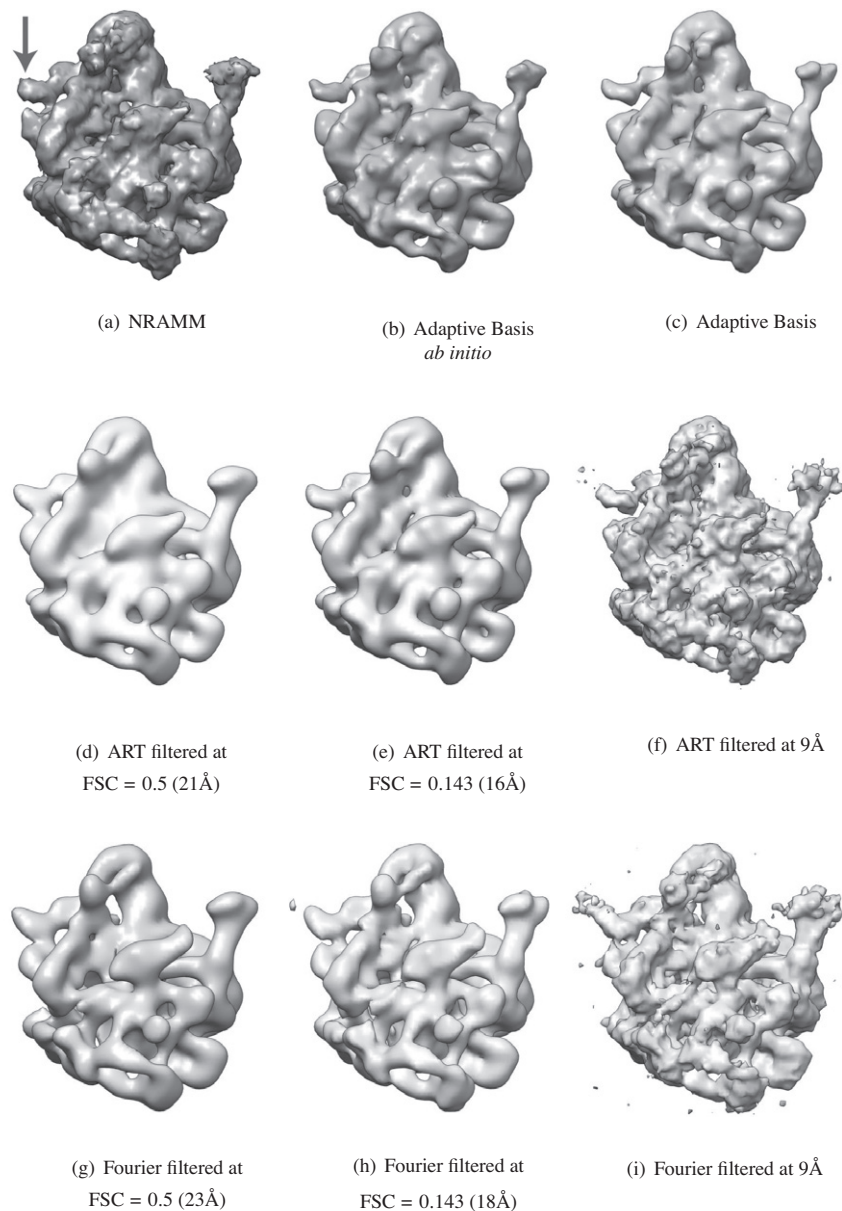 (a) NRAMM
(b) Adaptive Basis
ab initio
(c) Adaptive Basis
(d) ART filtered at
FSC = 0.5 (21Å)
(e) ART filtered at
FSC = 0.143 (16Å)
(f) ART filtered at 9Å
(g) Fourier filtered at
FSC = 0.5 (23Å)
(h) Fourier filtered at
FSC = 0.143 (18Å)
(i) Fourier filtered at 9Å